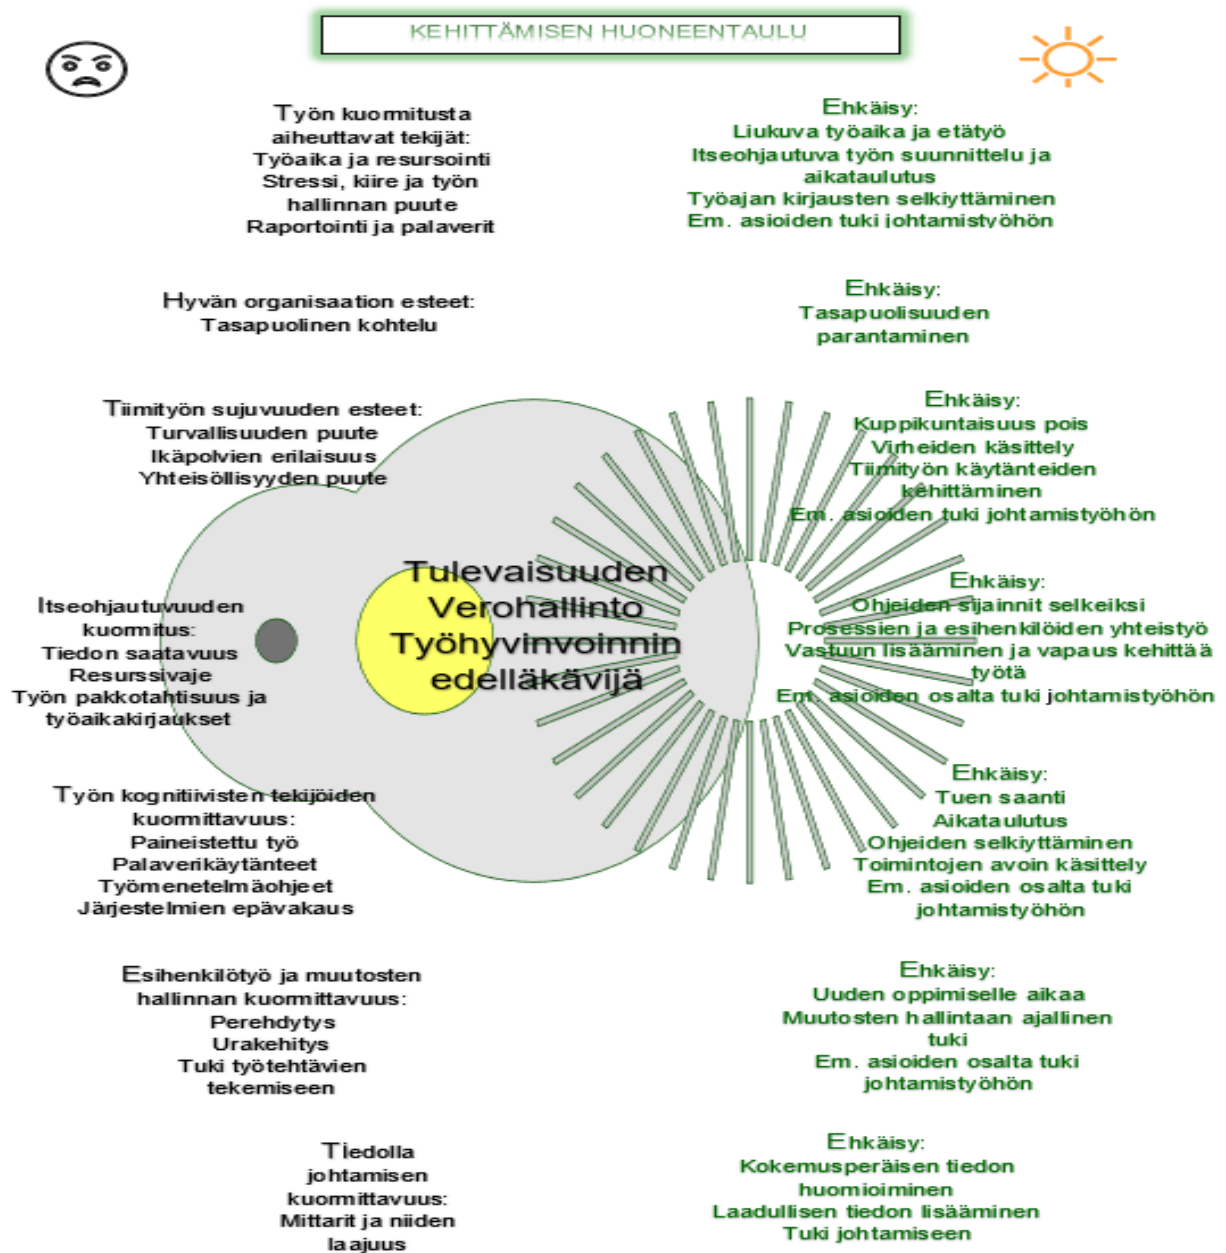 KEHITTÄMISEN HUONEENTAULU
Työn kuormitusta
aiheuttavat tekijät:
Työaika ja resursointi
Stressi, kiire ja työn
hallinnan puute
Raportointi ja palaverit
Ehkäisy:
Liukuva työaika ja etätyö
Itseohjautuva työn suunnittelu ja
aikataulutus
Työajan kirjausten selkiyttäminen
Em. asioiden tuki johtamistyöhön
Hyvän organisaation esteet:
Tasapuolinen kohtelu
Ehkäisy:
Tasapuolisuuden
parantaminen
Tiimityön sujuvuuden esteet:
Turvallisuuden puute
Ikäpolvien erilaisuus
Yhteisöllisyyden puute
Ehkäisy:
Kuppikuntaisuus pois
Virheiden käsittely
Tiimityön käytänteiden
kehittäminen
Em. asioiden tuki johtamistyöhön
Tulevaisuuden
Verohallinto
Työhyvinvoinnin
edelläkävijä
Itseohjautuvuuden
kuormitus:
Tiedon saatavuus
Resurssivaje
Työn pakkotahtisuus ja
työaikakirjaukset
Ehkäisy:
Ohjeiden sijainnit selkeiksi
Prosessien ja esihenkilöiden yhteistyö
Vastuun lisääminen ja vapaus kehittää
työtä
Em. asioiden osalta tuki johtamistyöhön
Työn kognitiivisten tekijöiden
kuormittavuus:
Paineistettu työ
Palaverikäytänteet
Työmenetelmäohjeet
Järjestelmien epävakaus
Ehkäisy:
Tuen saanti
Aikataulutus
Ohjeiden selkiyttäminen
Toimintojen avoin käsittely
Em. asioiden osalta tuki
johtamistyöhön
Esihenkilötyö ja muutosten
hallinnan kuormittavuus:
Perehdytys
Urakehitys
Tuki työtehtävien
tekemiseen
Ehkäisy:
Uuden oppimiselle aikaa
Muutosten hallintaan ajallinen
tuki
Em. asioiden osalta tuki
johtamistyöhön
Tiedolla
johtamisen
kuormittavuus:
Mittarit ja niiden
laajuus
Ehkäisy:
Kokemusperäisen tiedon
huomioiminen
Laadullisen tiedon lisääminen
Tuki johtamiseen